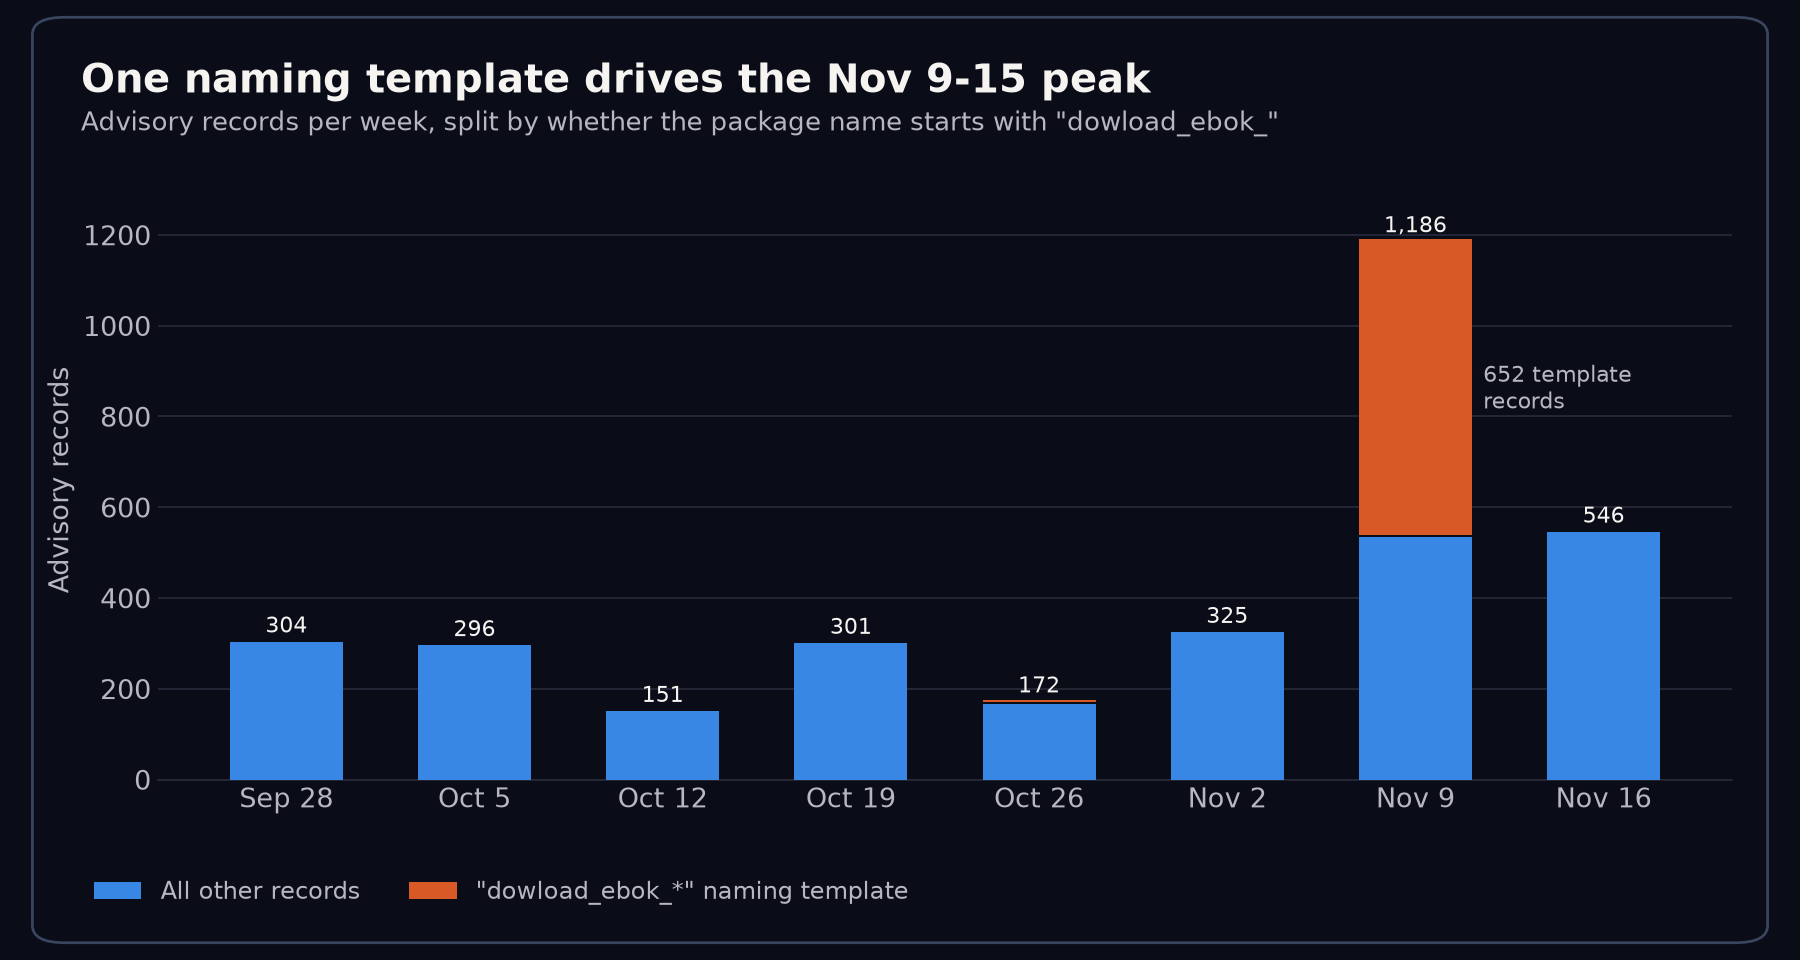 One naming template drives the Nov 9-15 peak
Advisory records per week, split by whether the package name starts with "dowload_ebok_"
Advisory records
1200
1000
800
600
400
200
0
304
296
151
301
172
325
1,186
546
652 template
records
Sep 28
Oct 5
Oct 12
Oct 19
Oct 26
Nov 2
Nov 9
Nov 16
All other records
"dowload_ebok_*" naming template